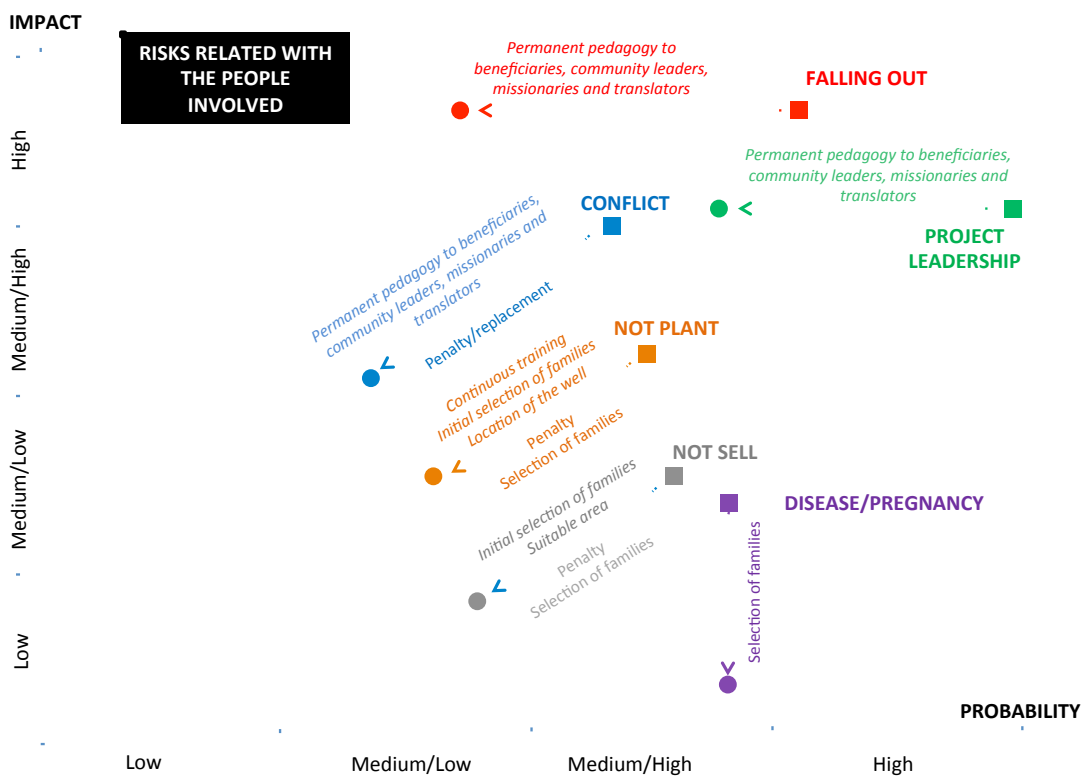 IMPACT
RISKS RELATED WITH
THE PEOPLE
INVOLVED
Permanent pedagogy to
beneficiaries, community leaders,
missionaries and translators
FALLING OUT
Permanent pedagogy to beneficiaries,
community leaders, missionaries and
translators
PROJECT
LEADERSHIP
CONFLICT
Permanent pedagogy to beneficiaries,
community leaders, missionaries and
translators
Penalty/replacement
NOT PLANT
Continuous training
Initial selection of families
Location of the well
Penalty
Selection of families
NOT SELL
Initial selection of families
Suitable area
Penalty
Selection of families
DISEASE/PREGNANCY
Selection of families
High
Medium/High
Medium/Low
Low
PROBABILITY
Low
Medium/Low
Medium/High
High